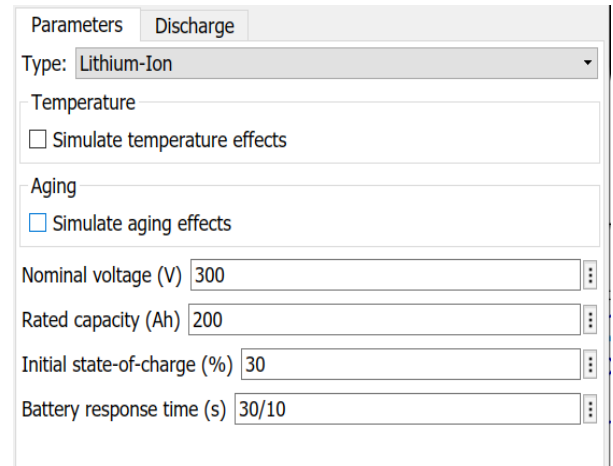 Parameters Discharge
Type: Lithium-Ion
Temperature
Simulate temperature effects
Aging
Simulate aging effects
Nominal voltage (V) 300
Rated capacity (Ah) 200
Initial state-of-charge (%) 30
Battery response time (s) 30/10